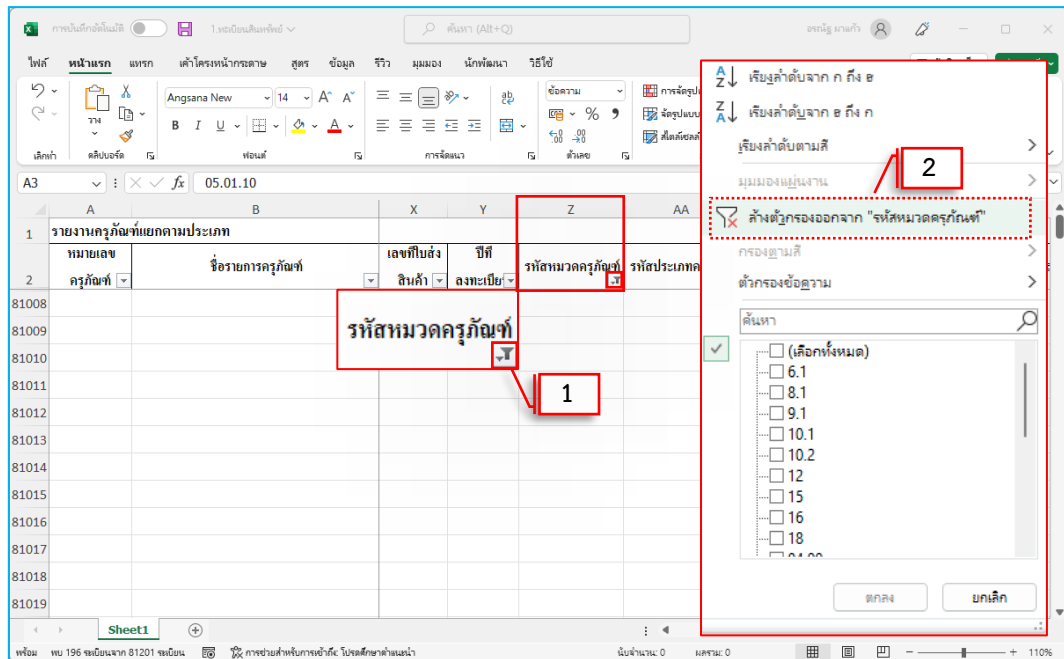 การบันทึกอัตโนมัติ
1.ทะเบียนสินทรัพย์
ค้นหา (Alt+Q)
อรณัฐ มาแก้ว
ไฟล์ หน้าแรก แทรก เค้าโครงหน้ากระดาษ สูตร ข้อมูล รีวิว มุมมอง นักพัฒนา วิธีใช้
วาง
Angsana New 14 A^ A˅
B I U A
ab
ข้อความ
% 9
การจัดรูป
จัดรูปแบบ
สไตล์เซลล์
เลิกทำ คลิปบอร์ด ฟอนต์ การจัดแนว ตัวเลข
A3 fx 05.01.10
A B X Y Z AA
1 รายงานครุภัณฑ์แยกตามประเภท
หมายเลข
ครุภัณฑ์
ชื่อรายการครุภัณฑ์
เลขที่ใบส่ง
สินค้า
ปีที่
ลงทะเบีย
รหัสหมวดครุภัณฑ์
รหัสประเภทค
2
81008
81009
81010
81011
81012
81013
81014
81015
81016
81017
81018
81019
รหัสหมวดครุภัณฑ์
1
เรียงลำดับจาก ก ถึง ฮ
เรียงลำดับจาก ฮ ถึง ก
เรียงลำดับตามสี
2
มุมมองแผ่นงาน
ล้างตัวกรองออกจาก "รหัสหมวดครุภัณฑ์"
กรองตามสี
ตัวกรองข้อความ
ค้นหา
(เลือกทั้งหมด)
6.1
8.1
9.1
10.1
10.2
12
15
16
18
ตกลง ยกเลิก
Sheet1
พร้อม พบ 196 ระเบียนจาก 81201 ระเบียน การช่วยสำหรับการเข้าถึง: โปรดศึกษาคำแนะนำ นับจำนวน: 0 ผลรวม: 0 110%